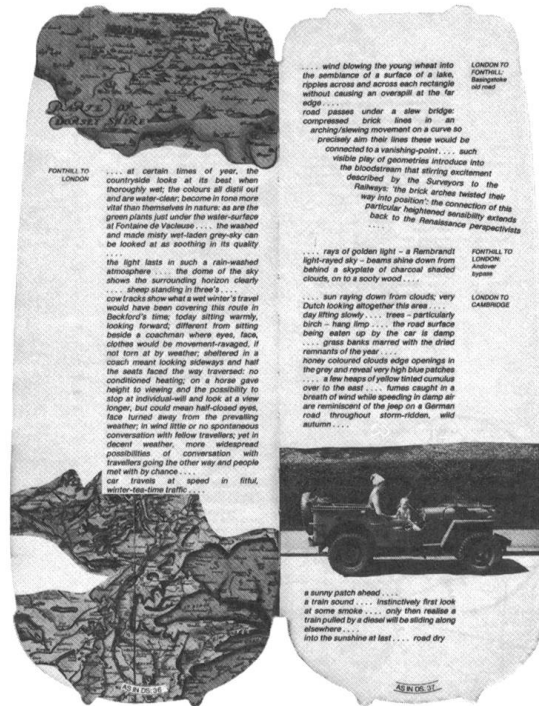 DORSET SHIRE
FONTHILL TO
LONDON
. . . . at certain times of year, the
countryside looks at its best when
thoroughly wet; the colours all distil out
and are water-clear; become in tone more
vital than themselves in nature: as are the
green plants just under the water-surface
at Fontaine de Vacleuse . . . . the washed
and made misty wet-laden grey-sky can
be looked at as soothing in its quality
. . . .
the light lasts in such a rain-washed
atmosphere . . . . the dome of the sky
shows the surrounding horizon clearly
. . . . sheep standing in three's . . . .
cow tracks show what a wet winter's travel
would have been covering this route in
Beckford's time; today sitting warmly,
looking forward; different from sitting
beside a coachman where eyes, face,
clothes would be movement-ravaged, if
not torn at by weather; sheltered in a
coach meant looking sideways and half
the seats faced the way traversed: no
conditioned heating; on a horse gave
height to viewing and the possibility to
stop at individual-will and look at a view
longer, but could mean half-closed eyes,
face turned away from the prevailing
weather; in wind little or no spontaneous
conversation with fellow travellers; yet in
decent weather, more widespread
possibilities of conversation with
travellers going the other way and people
met with by chance . . . .
car travels at speed in fitful,
winter-tea-time traffic . . . .
AS IN DS: 36
. . . . wind blowing the young wheat into
the semblance of a surface of a lake,
ripples across and across each rectangle
without causing an overspill at the far
edge . . . .
road passes under a slew bridge:
compressed brick lines in an
arching/slewing movement on a curve so
precisely aim their lines these would be
connected to a vanishing-point . . . . such
visible play of geometries introduce into
the bloodstream that stirring excitement
described by the Surveyors to the
Railways: 'the brick arches twisted their
way into position': the connection of this
particular heightened sensibility extends
back to the Renaissance perspectivists
. . . .
LONDON TO
FONTHILL:
Basingstoke
old road
. . . . rays of golden light – a Rembrandt
light-rayed sky – beams shine down from
behind a skyplate of charcoal shaded
clouds, on to a sooty wood . . . .
FONTHILL TO
LONDON:
Andover
bypass
. . . . sun raying down from clouds; very
Dutch looking altogether this area . . . .
day lifting slowly . . . . trees – particularly
birch – hang limp . . . . the road surface
being eaten up by the car is damp
. . . . grass banks marred with the dried
remnants of the year . . . .
honey coloured clouds edge openings in
the grey and reveal very high blue patches
. . . . a few heaps of yellow tinted cumulus
over to the east . . . . fumes caught in a
breath of wind while speeding in damp air
are reminiscent of the jeep on a German
road throughout storm-ridden, wild
autumn . . . .
LONDON TO
CAMBRIDGE
a sunny patch ahead . . . .
a train sound . . . . instinctively first look
at some smoke . . . . only then realise a
train pulled by a diesel will be sliding along
elsewhere . . . .
into the sunshine at last . . . . road dry
AS IN DS: 37